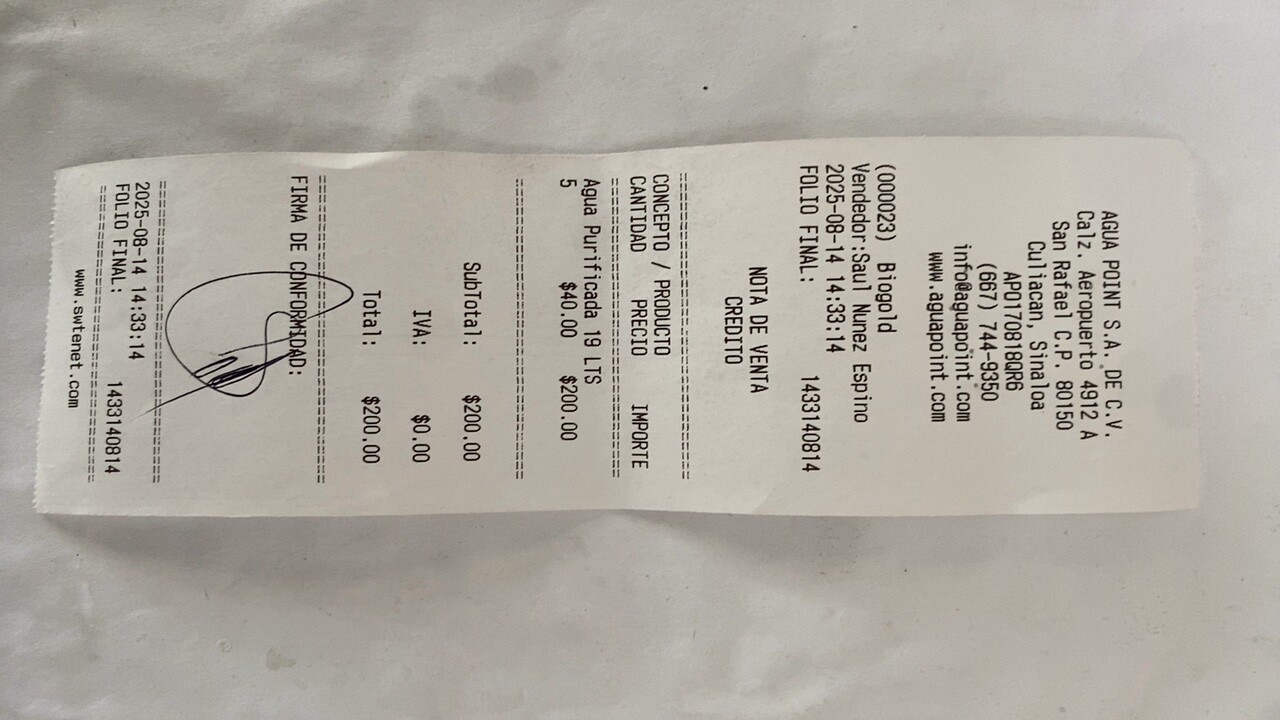 AGUA POINT S.A. DE C.V.
Calz. Aeropuerto 4912 A
San Rafael C.P. 80150
Culiacan, Sinaloa
APO170818QR6
(667) 744-9350
info@aguapoint.com
www.aguapoint.com
(000023) Biogold
Vendedor:Saul Nunez Espino
2025-08-14 14:33:14
FOLIO FINAL: 1433140814
NOTA DE VENTA
CREDITO
================================
CONCEPTO / PRODUCTO
CANTIDAD PRECIO IMPORTE
================================
Agua Purificada 19 LTS
5 $40.00 $200.00
================================
SubTotal: $200.00
IVA: $0.00
Total: $200.00
================================
FIRMA DE CONFORMIDAD:
================================
2025-08-14 14:33:14
FOLIO FINAL: 1433140814
================================
www.swtenet.com